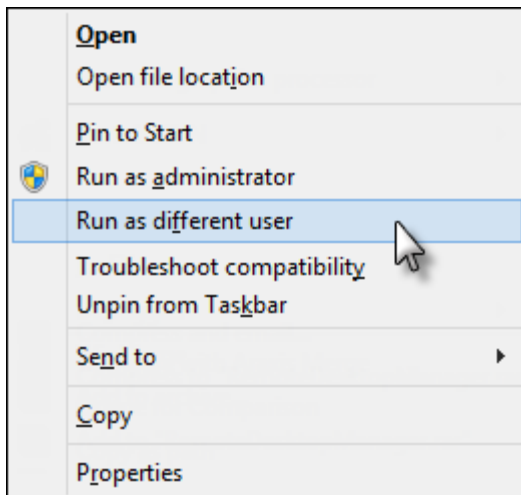 Open
Open file location
Pin to Start
Run as administrator
Run as different user
Troubleshoot compatibility
Unpin from Taskbar
Send to
Copy
Properties